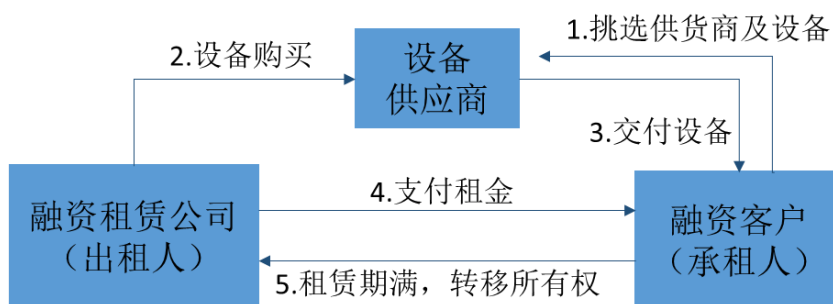 1.挑选供货商及设备
2.设备购买
设备
供应商
3.交付设备
融资租赁公司
（出租人）
4.支付租金
融资客户
（承租人）
5.租赁期满，转移所有权